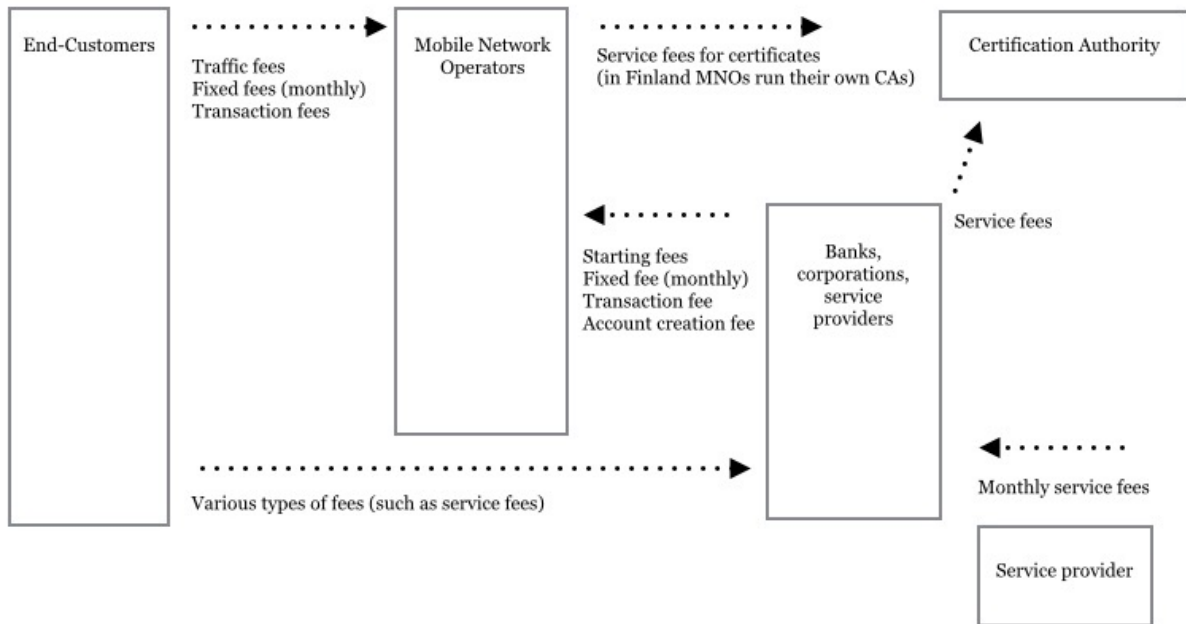 End-Customers
Traffic fees
Fixed fees (monthly)
Transaction fees
Mobile Network
Operators
Service fees for certificates
(in Finland MNOs run their own CAs)
Certification Authority
Service fees
Starting fees
Fixed fee (monthly)
Transaction fee
Account creation fee
Banks,
corporations,
service
providers
Various types of fees (such as service fees)
Monthly service fees
Service provider